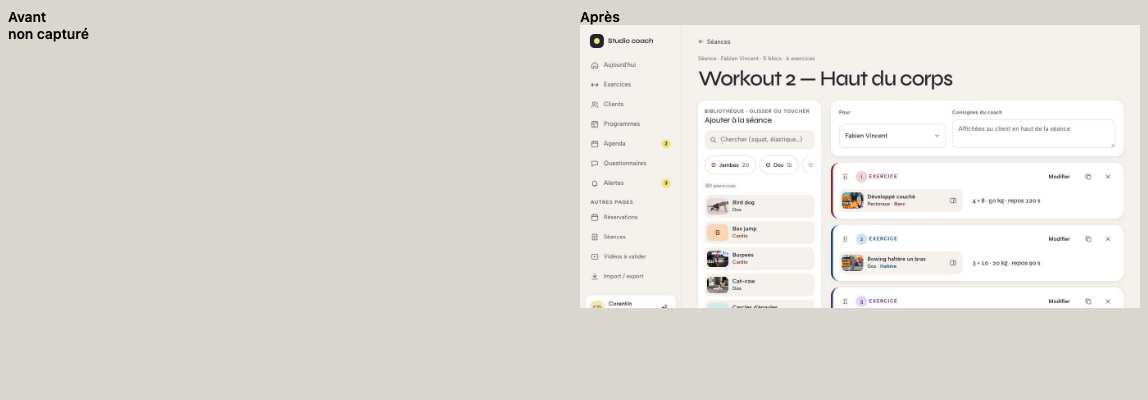 Avant
non capturé
Après
Studio coach
Aujourd'hui
Exercices
Clients
Programmes
Agenda 2
Questionnaires
Alertes 3
AUTRES PAGES
Réservations
Séances
Vidéos à valider
Import / export
Corentin
← Séances
Séance · Fabien Vincent · 5 blocs · 6 exercices
Workout 2 — Haut du corps
BIBLIOTHÈQUE · GLISSER OU TOUCHER
Ajouter à la séance
Chercher (squat, élastique…)
Jambes 20
Dos 12
exercices
Bird dog
Dos
B
Box jump
Cardio
Burpees
Cardio
Cat-cow
Dos
Cercles d'épaules
Pour
Fabien Vincent
Consignes du coach
Affichées au client en haut de la séance
1 EXERCICE
Modifier
Développé couché
Pectoraux · Barre
4 × 8 · 50 kg · repos 120 s
2 EXERCICE
Modifier
Rowing haltère un bras
Dos · Haltère
3 × 10 · 20 kg · repos 90 s
3 EXERCICE
Modifier